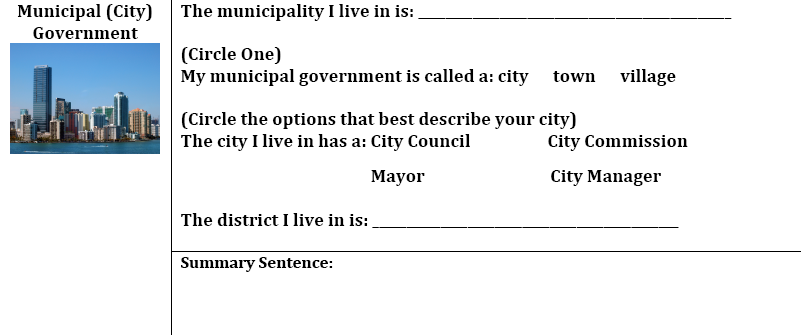 Municipal (City)
Government
The municipality I live in is: ______________________________________________
(Circle One)
My municipal government is called a: city town village
(Circle the options that best describe your city)
The city I live in has a: City Council City Commission
Mayor City Manager
The district I live in is: _____________________________________________
Summary Sentence: